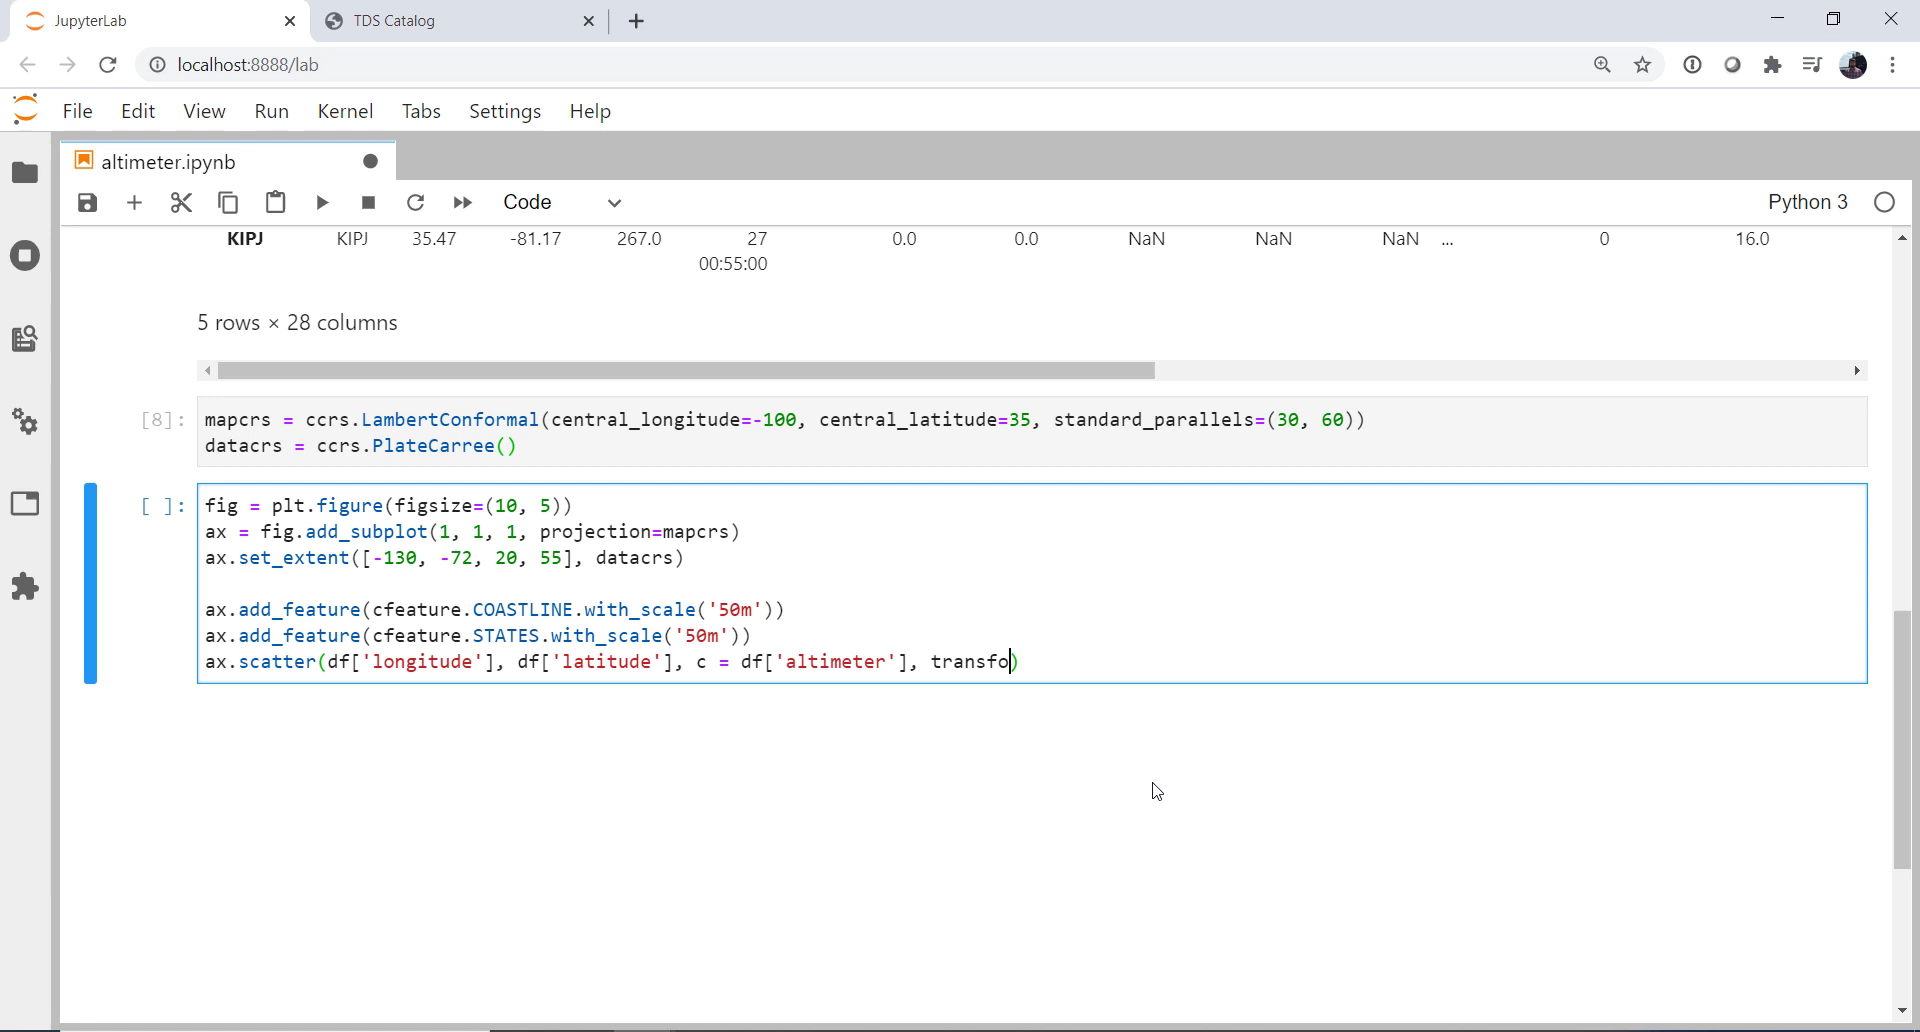 JupyterLab
TDS Catalog
localhost:8888/lab
File Edit View Run Kernel Tabs Settings Help
altimeter.ipynb
Code
Python 3
KIPJ KIPJ 35.47 -81.17 267.0 27 0.0 0.0 NaN NaN NaN ... 0 16.0
00:55:00
5 rows × 28 columns
[8]: mapcrs = ccrs.LambertConformal(central_longitude=-100, central_latitude=35, standard_parallels=(30, 60))
datacrs = ccrs.PlateCarree()
[ ]: fig = plt.figure(figsize=(10, 5))
ax = fig.add_subplot(1, 1, 1, projection=mapcrs)
ax.set_extent([-130, -72, 20, 55], datacrs)
ax.add_feature(cfeature.COASTLINE.with_scale('50m'))
ax.add_feature(cfeature.STATES.with_scale('50m'))
ax.scatter(df['longitude'], df['latitude'], c = df['altimeter'], transfo)